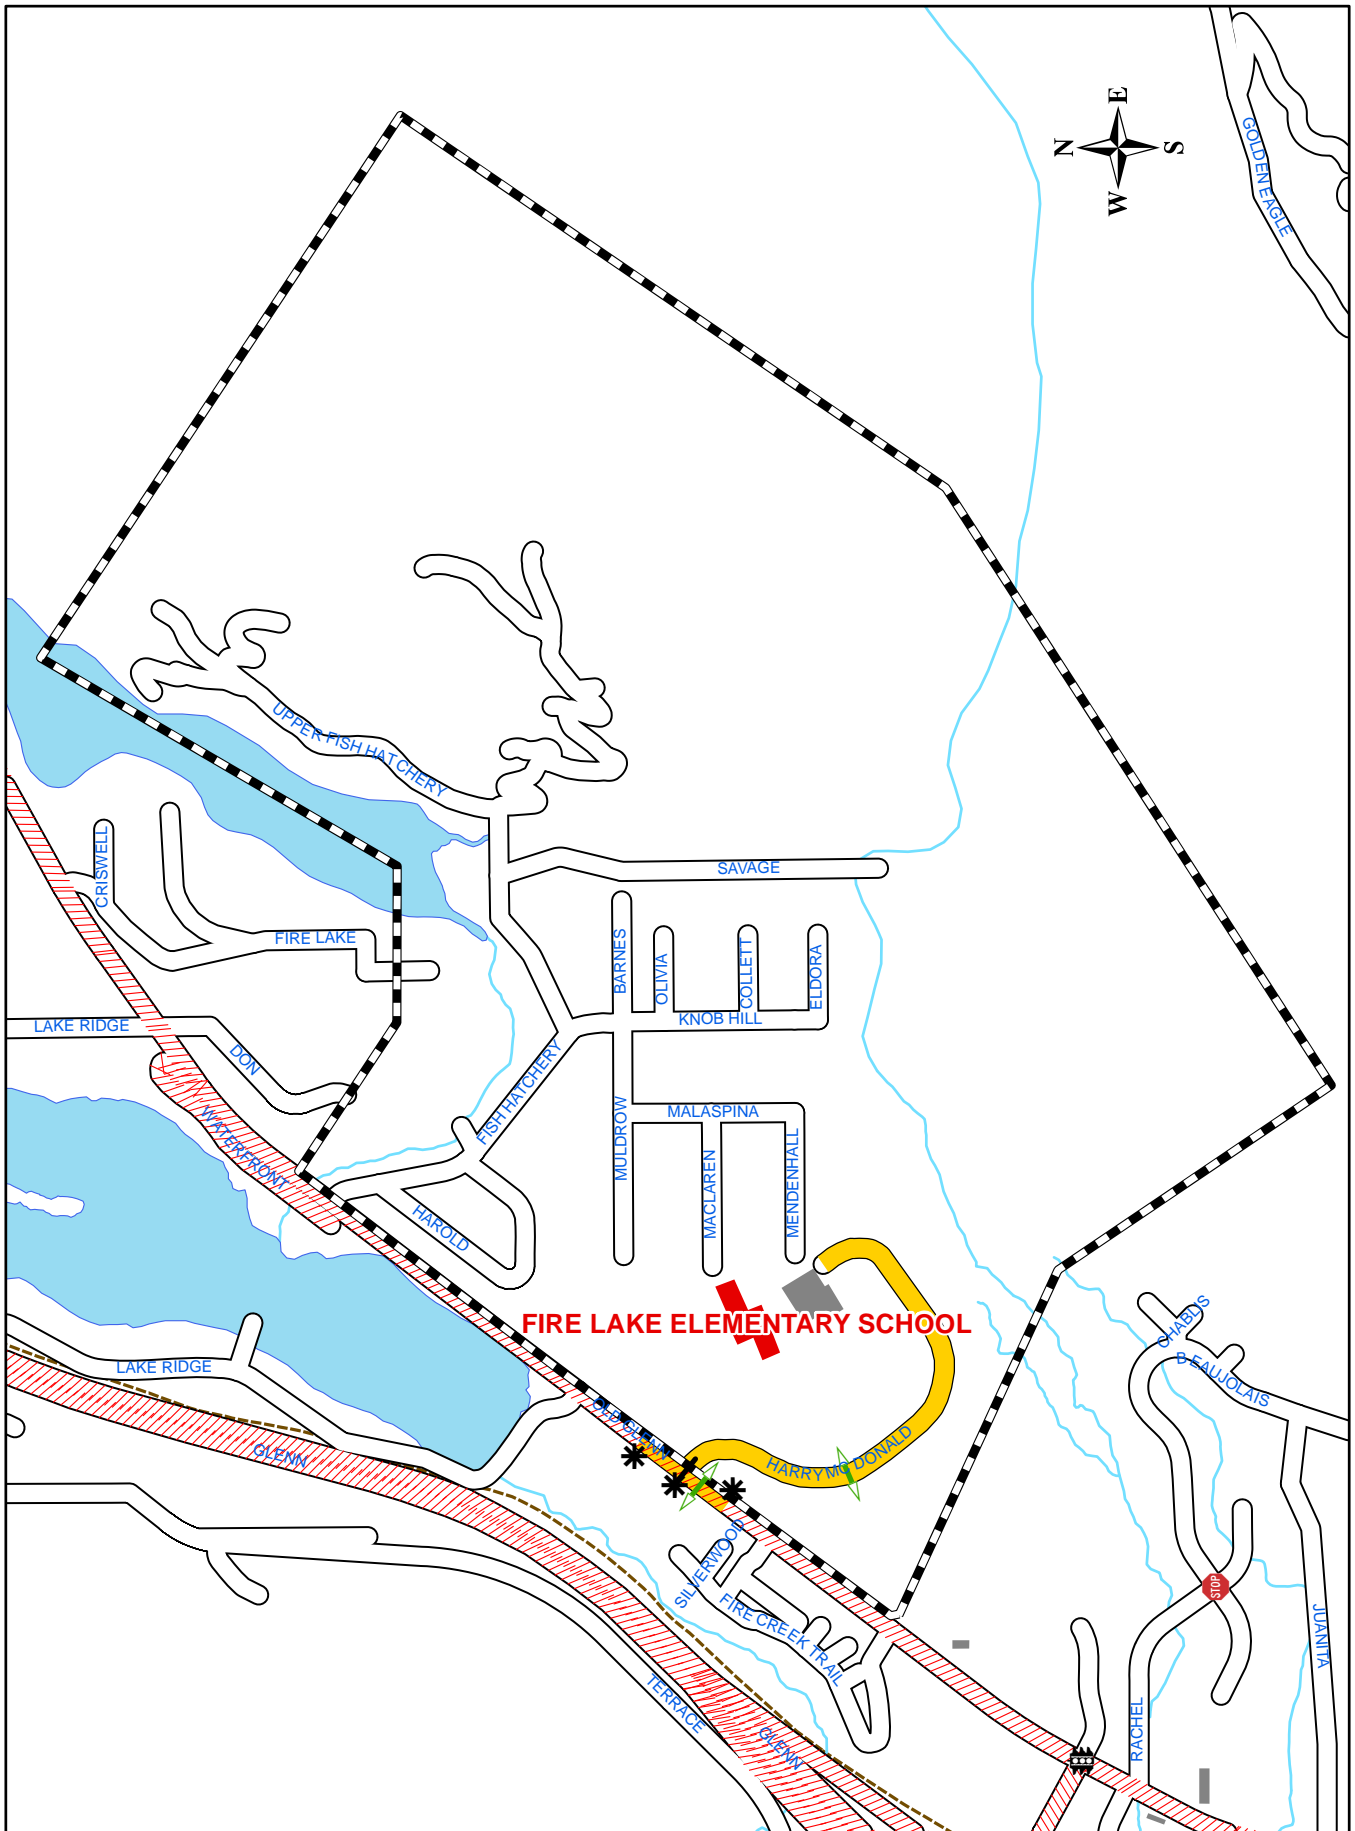 E
N
S
W
GOLDEN EAGLE
UPPER FISH HATCHERY
CRISWELL
SAVAGE
FIRE LAKE
BARNES
OLIVIA
COLLETT
ELDORA
KNOB HILL
LAKE RIDGE
DON
FISH HATCHERY
WATERFRONT
MULDROW
MALASPINA
MACLAREN
MENDENHALL
HAROLD
FIRE LAKE ELEMENTARY SCHOOL
CHABLIS
BEAUJOLAIS
LAKE RIDGE
OLD GLENN
GLENN
HARRY MC DONALD
SILVERWOOD
FIRE CREEK TRAIL
STOP
JUANITA
TERRACE
GLENN
RACHEL